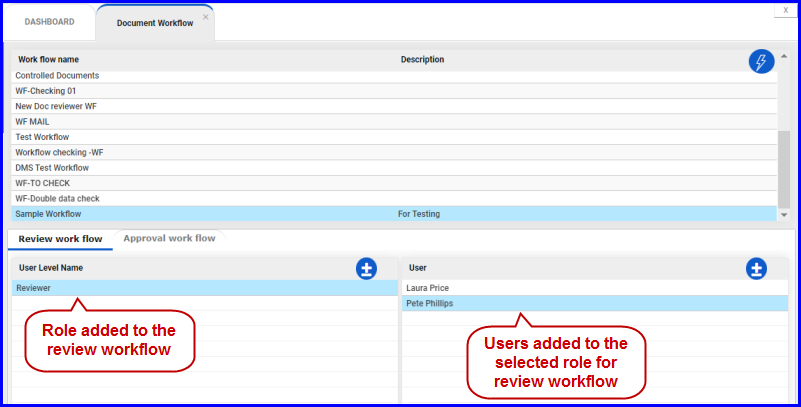 DASHBOARD
Document Workflow
x
x
Work flow name Description
Controlled Documents
WF-Checking 01
New Doc reviewer WF
WF MAIL
Test Workflow
Workflow checking -WF
DMS Test Workflow
WF-TO CHECK
WF-Double data check
Sample Workflow For Testing
Review work flow Approval work flow
User Level Name User
Reviewer
Laura Price
Pete Phillips
Role added to the
review workflow
Users added to the
selected role for
review workflow